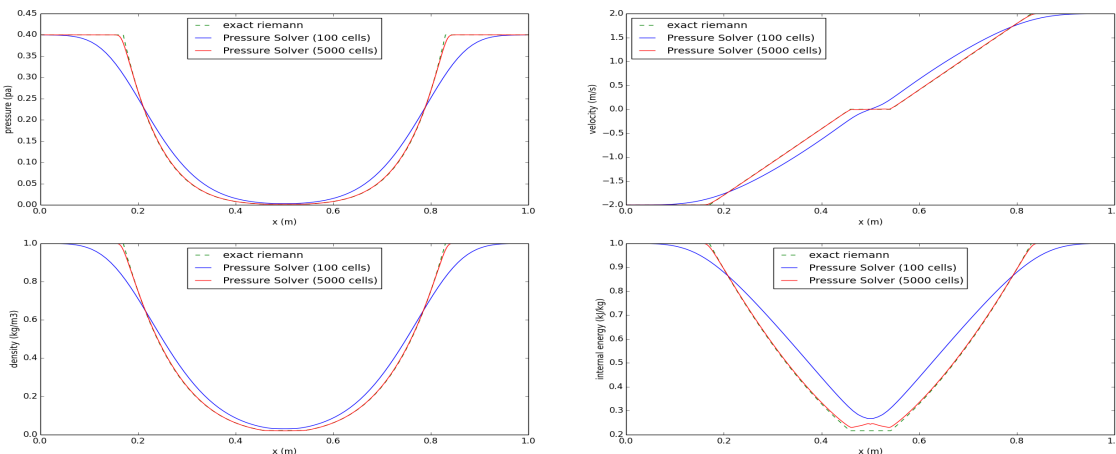 0.45
0.40
0.35
0.30
0.25
0.20
0.15
0.10
0.05
0.00
pressure (pa)
exact riemann
Pressure Solver (100 cells)
Pressure Solver (5000 cells)
0.0 0.2 0.4 0.6 0.8 1.0
x (m)
2.0
1.5
1.0
0.5
0.0
−0.5
−1.0
−1.5
−2.0
velocity (m/s)
exact riemann
Pressure Solver (100 cells)
Pressure Solver (5000 cells)
0.0 0.2 0.4 0.6 0.8 1.
x (m)
1.0
0.8
0.6
0.4
0.2
0.0
density (kg/m3)
exact riemann
Pressure Solver (100 cells)
Pressure Solver (5000 cells)
0.0 0.2 0.4 0.6 0.8 1.0
x (m)
1.0
0.9
0.8
0.7
0.6
0.5
0.4
0.3
0.2
internal energy (kJ/kg)
exact riemann
Pressure Solver (100 cells)
Pressure Solver (5000 cells)
0.0 0.2 0.4 0.6 0.8 1.
x (m)